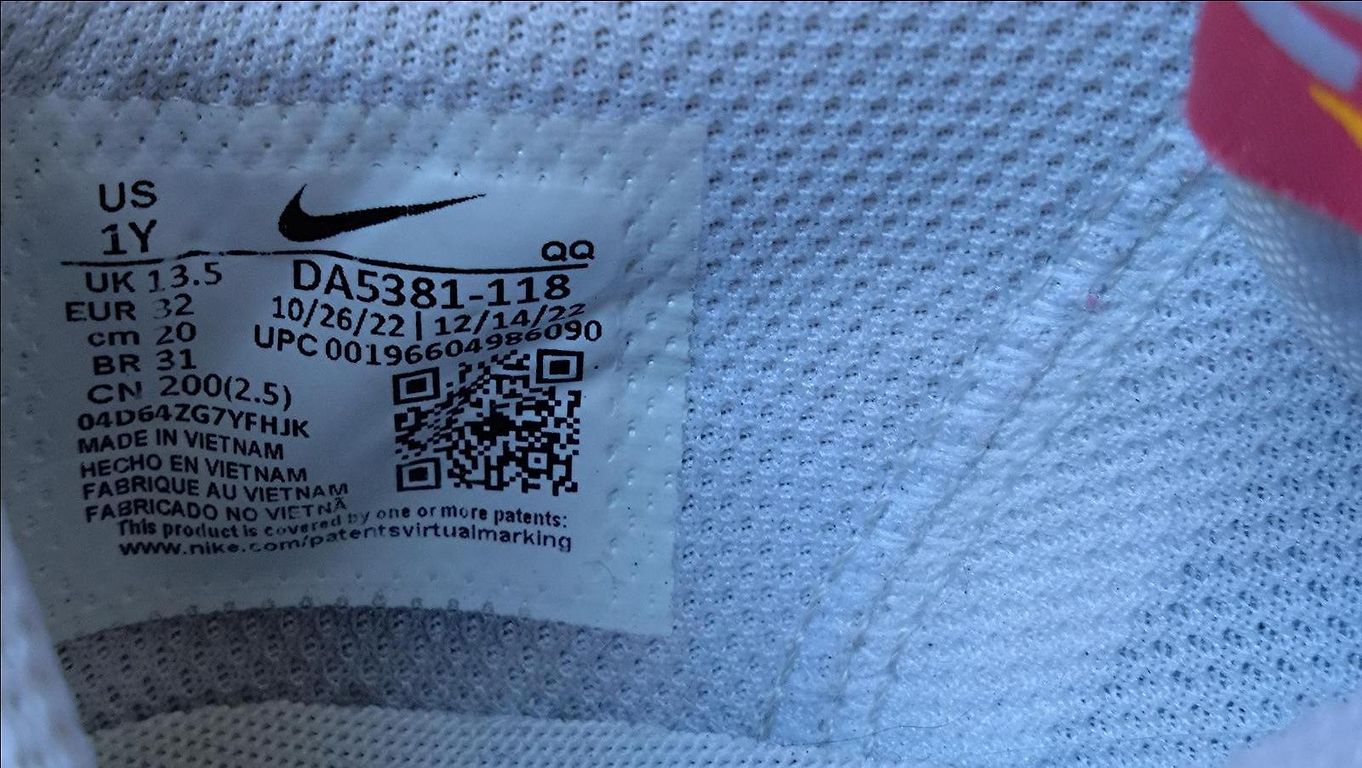 US
1Y
QQ
UK 13.5
EUR 32
cm 20
BR 31
CN 200(2.5)
DA5381-118
10/26/22 | 12/14/22
UPC 00196604986090
04D64ZG7YFHJK
MADE IN VIETNAM
HECHO EN VIETNAM
FABRIQUE AU VIETNAM
FABRICADO NO VIETNÃ
This product is covered by one or more patents:
www.nike.com/patentsvirtualmarking